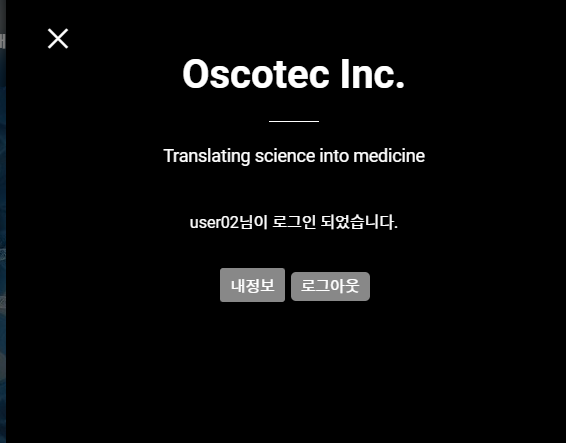 Oscotec Inc.
Translating science into medicine
user02님이 로그인 되었습니다.
내정보 로그아웃